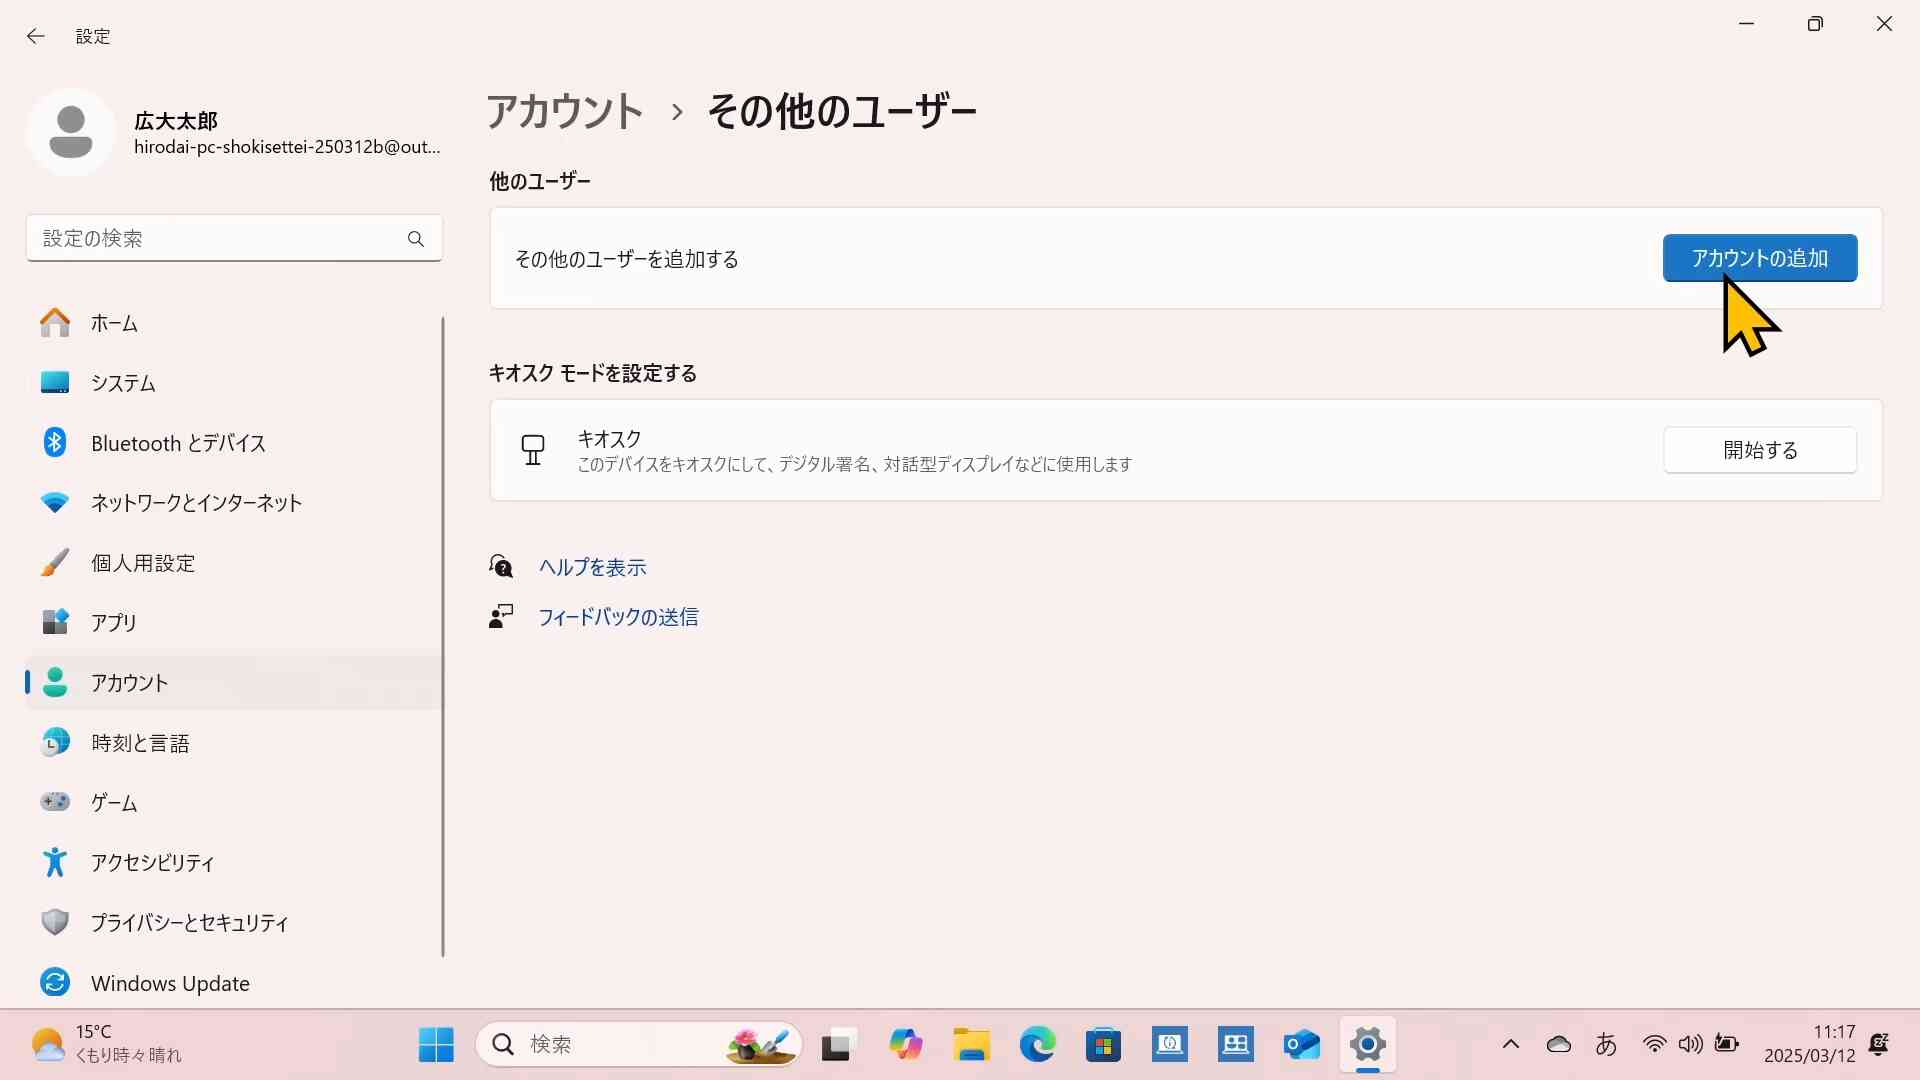 設定
広大太郎
hirodai-pc-shokisettei-250312b@out...
設定の検索
ホーム
システム
Bluetooth とデバイス
ネットワークとインターネット
個人用設定
アプリ
アカウント
時刻と言語
ゲーム
アクセシビリティ
プライバシーとセキュリティ
Windows Update
アカウント › その他のユーザー
他のユーザー
その他のユーザーを追加する
アカウントの追加
キオスク モードを設定する
キオスク
このデバイスをキオスクにして、デジタル署名、対話型ディスプレイなどに使用します
開始する
ヘルプを表示
フィードバックの送信
15°C
くもり時々晴れ
検索
あ
11:17
2025/03/12